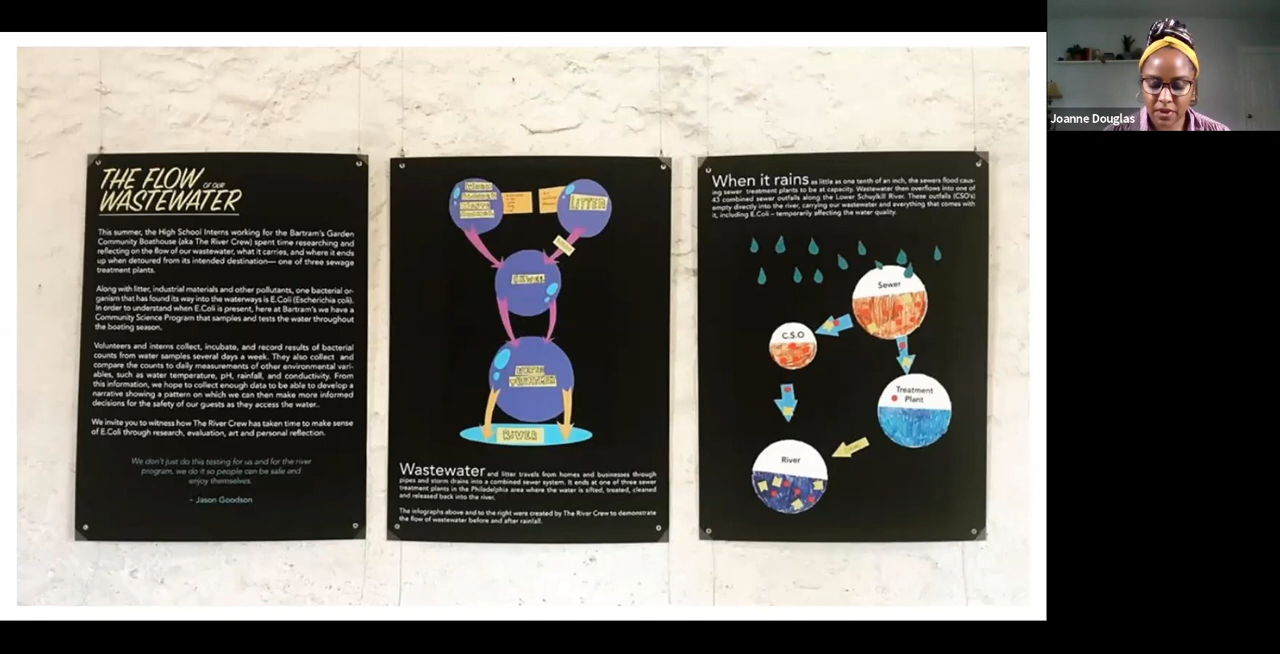 THE FLOW
OF OUR
WASTEWATER
This summer, the High School Interns working for the Bartram's Garden
Community Boathouse (aka The River Crew) spent time researching and
reflecting on the flow of our wastewater, what it carries, and where it ends
up when detoured from its intended destination— one of three sewage
treatment plants.
Along with litter, industrial materials and other pollutants, one bacterial or-
ganism that has found its way into the waterways is E.Coli (Escherichia coli).
In order to understand when E.Coli is present, here at Bartram's we have a
Community Science Program that samples and tests the water throughout
the boating season.
Volunteers and interns collect, incubate, and record results of bacterial
counts from water samples several days a week. They also collect and
compare the counts to daily measurements of other environmental vari-
ables, such as water temperature, pH, rainfall, and conductivity. From
this information, we hope to collect enough data to be able to develop a
narrative showing a pattern on which we can then make more informed
decisions for the safety of our guests as they access the water..
We invite you to witness how The River Crew has taken time to make sense
of E.Coli through research, evaluation, art and personal reflection.
We don't just do this testing for us and for the river
program, we do it so people can be safe and
enjoy themselves.
- Jason Goodson
LITTER
SEWER
RIVER
Wastewater and litter travels from homes and businesses through
pipes and storm drains into a combined sewer system. It ends at one of three sewer
treatment plants in the Philadelphia area where the water is sifted, treated, cleaned
and released back into the river.
The infographs above and to the right were created by The River Crew to demonstrate
the flow of wastewater before and after rainfall.
When it rains as little as one tenth of an inch, the sewers flood caus-
ing sewer treatment plants to be at capacity. Wastewater then overflows into one of
43 combined sewer outfalls along the Lower Schuylkill River. These outfalls (CSO's)
empty directly into the river, carrying our wastewater and everything that comes with
it, including E.Coli – temporarily affecting the water quality.
Sewer
C.S.O
Treatment
Plant
River
Joanne Douglas